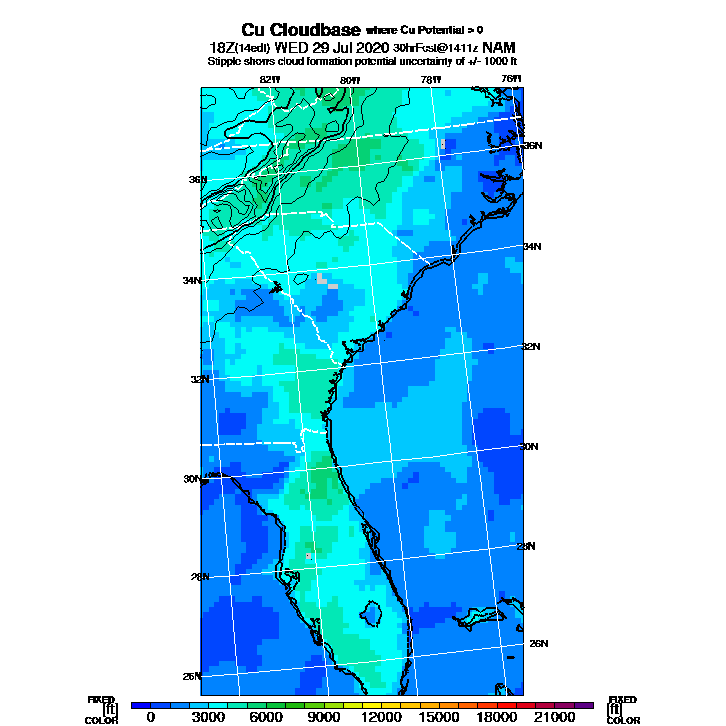 Cu Cloudbase where Cu Potential > 0
18Z(14edt) WED 29 Jul 2020 30hrFcst@1411z NAM
Stipple shows cloud formation potential uncertainty of +/- 1000 ft
82W 80W 78W 76W
36N
36N
34N
34N
32N
32N
30N
30N
28N
28N
26N
26N
FIXED FIXED
[ft] [ft]
COLOR COLOR
0 3000 6000 9000 12000 15000 18000 21000